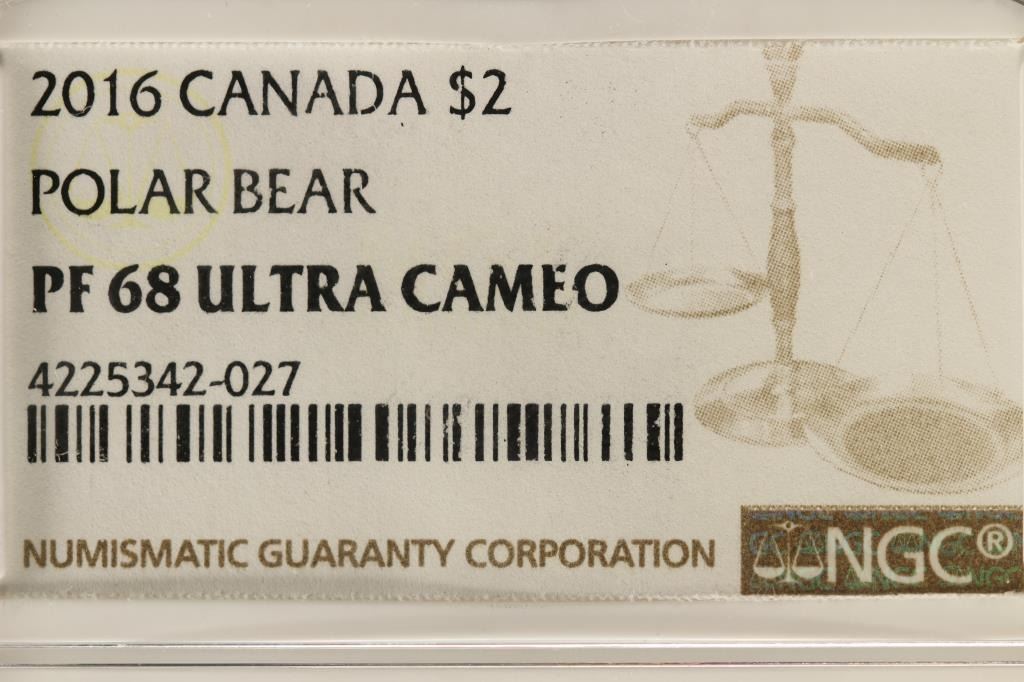 2016 CANADA $2
POLAR BEAR
PF 68 ULTRA CAMEO
4225342-027
NUMISMATIC GUARANTY CORPORATION
NGC®